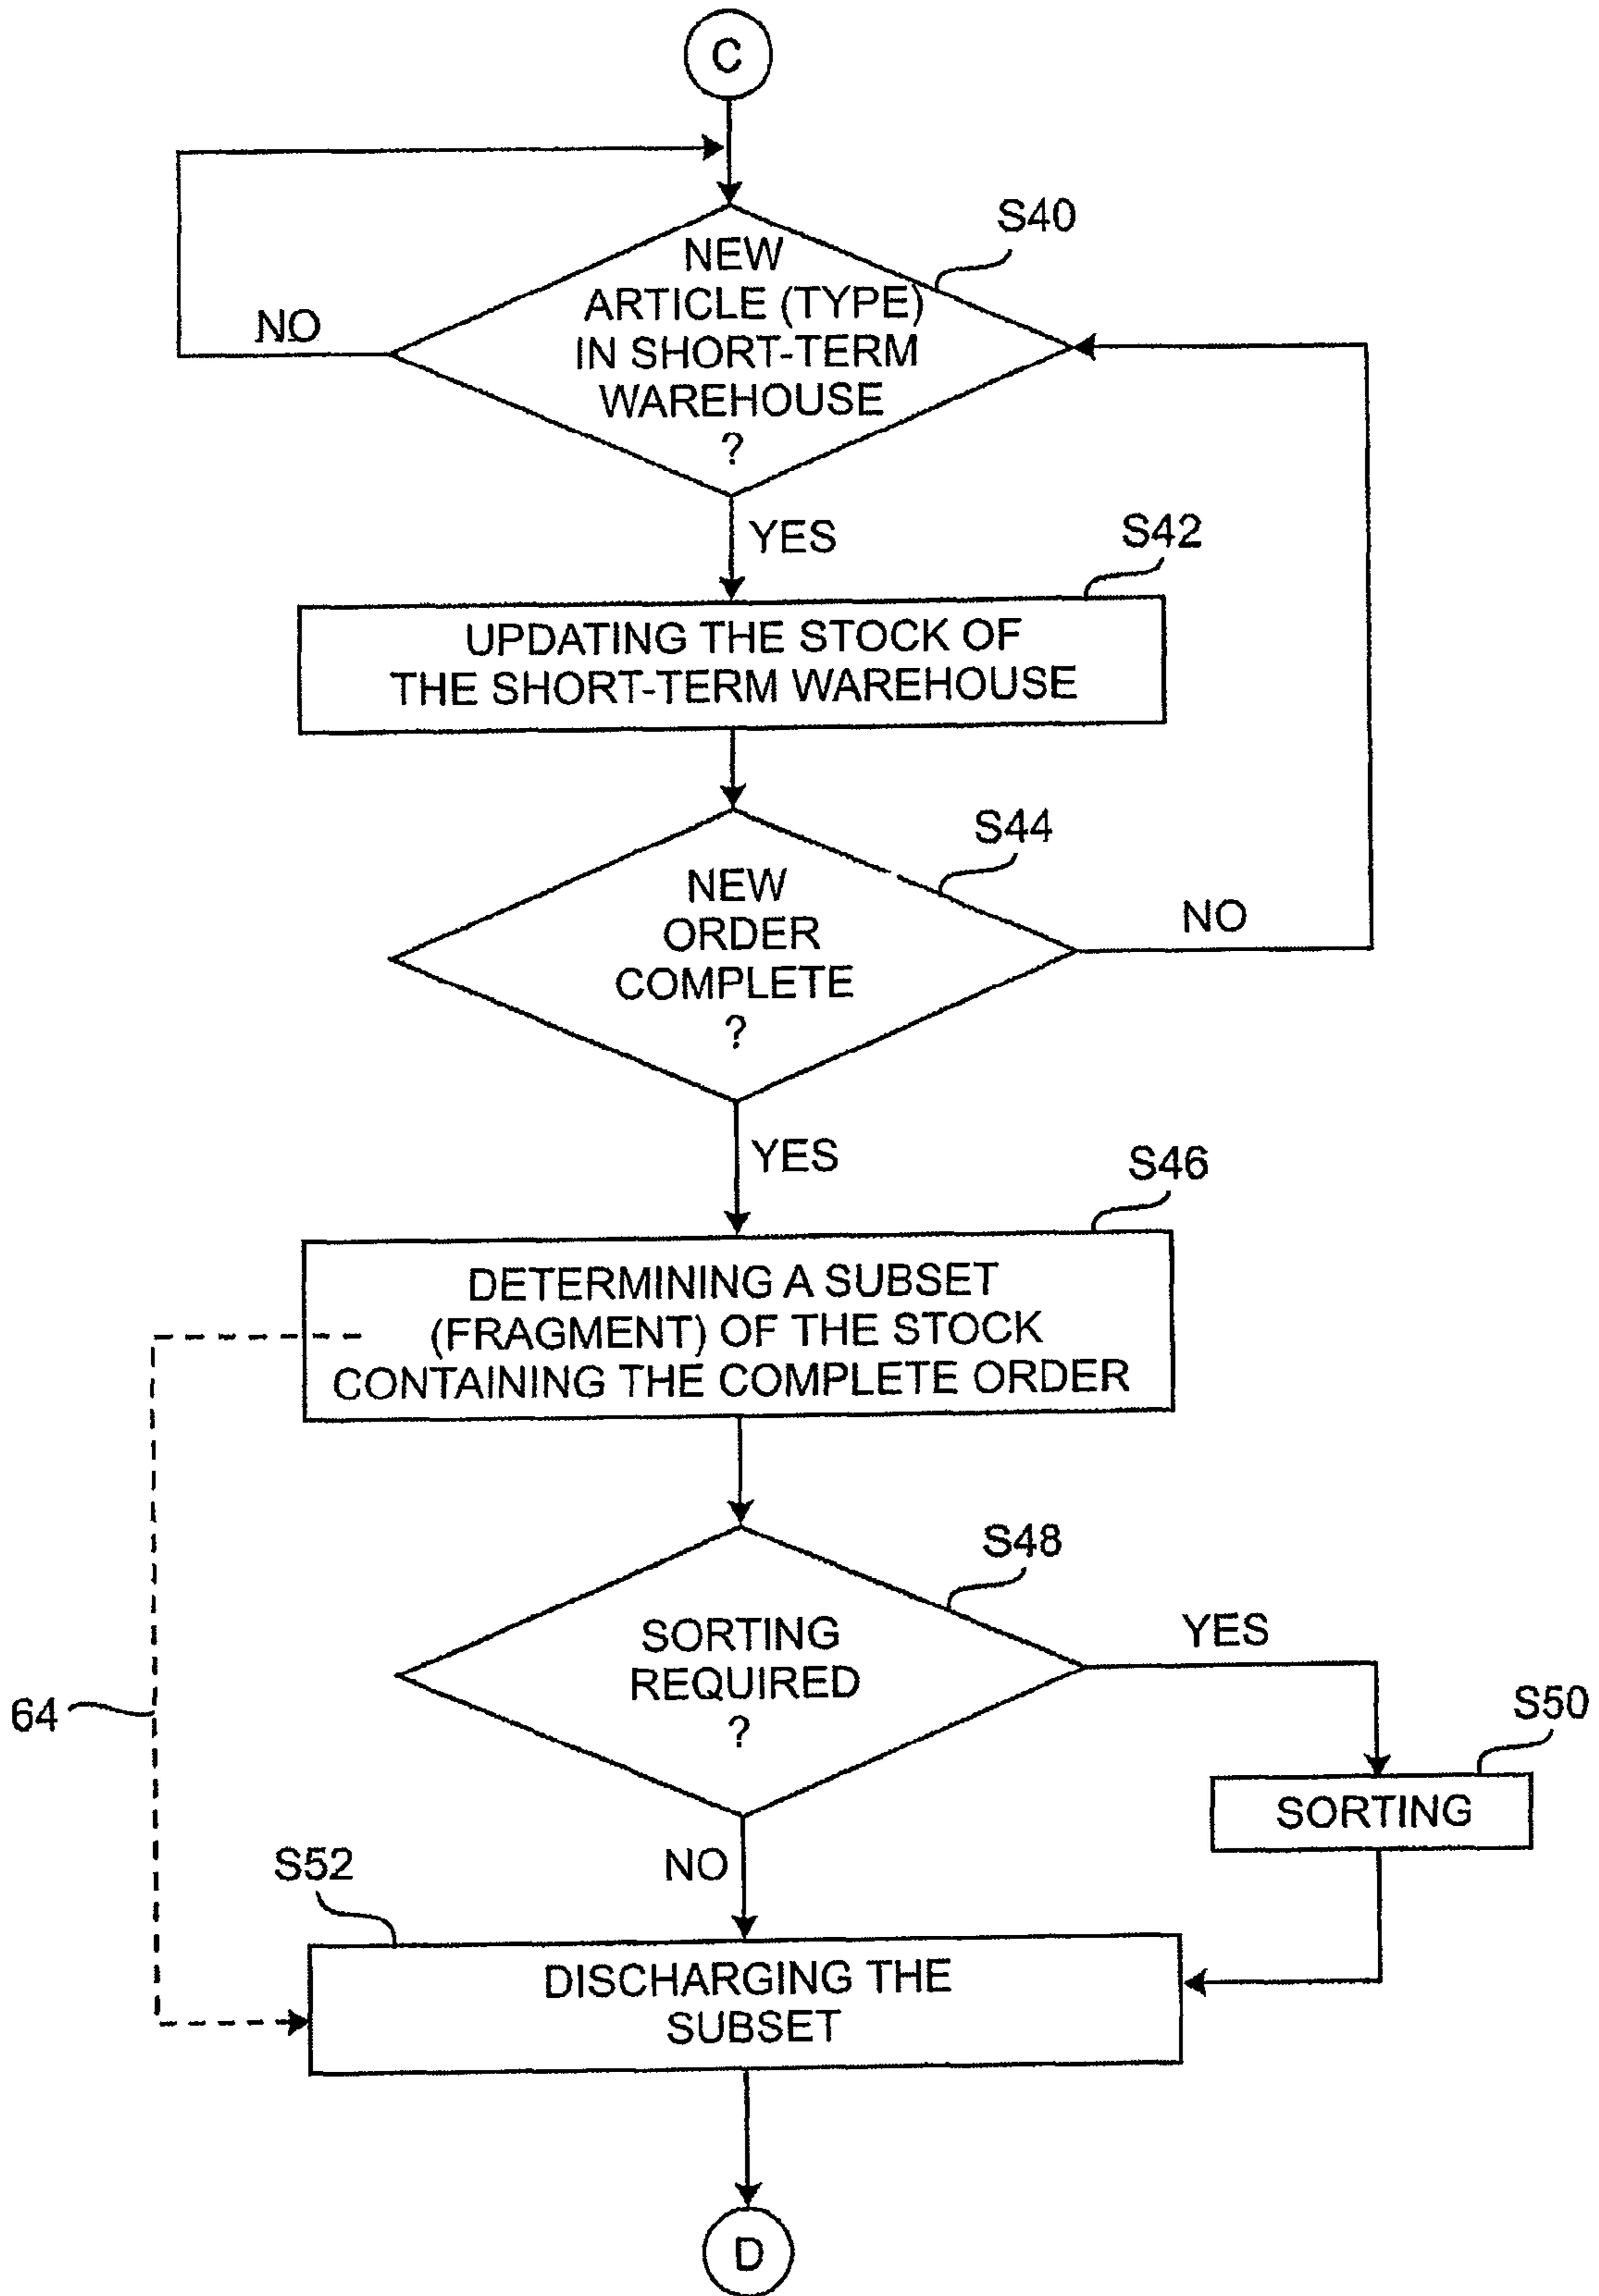 C
S40
NEW
ARTICLE (TYPE)
IN SHORT-TERM
WAREHOUSE
?
NO
YES
S42
UPDATING THE STOCK OF
THE SHORT-TERM WAREHOUSE
S44
NEW
ORDER
COMPLETE
?
NO
YES
S46
DETERMINING A SUBSET
(FRAGMENT) OF THE STOCK
CONTAINING THE COMPLETE ORDER
S48
SORTING
REQUIRED
?
YES
64
S50
SORTING
NO
S52
DISCHARGING THE
SUBSET
D